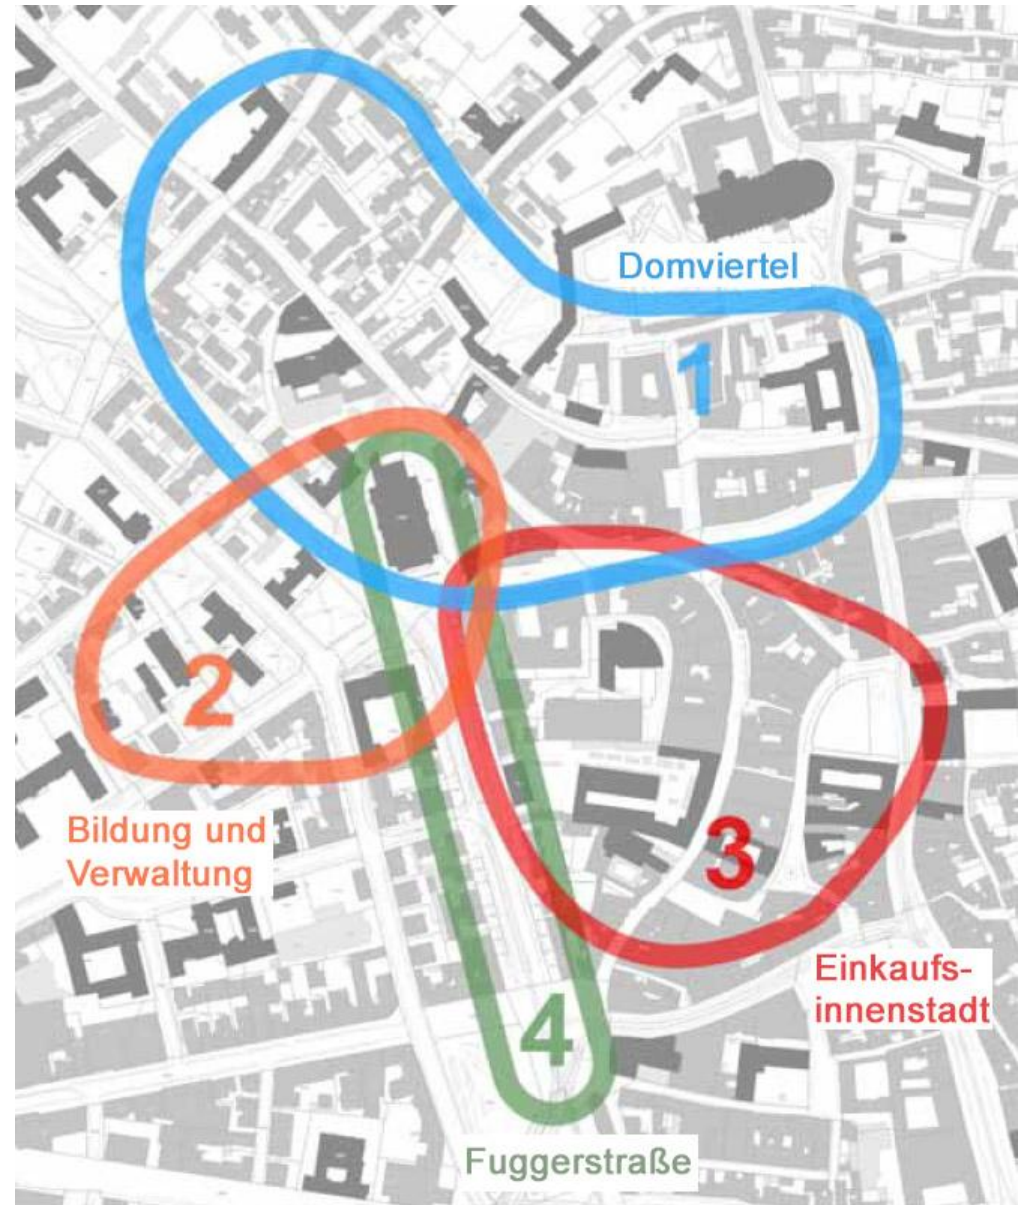 Domviertel
1
2
Bildung und
Verwaltung
3
Einkaufs-
innenstadt
4
Fuggerstraße